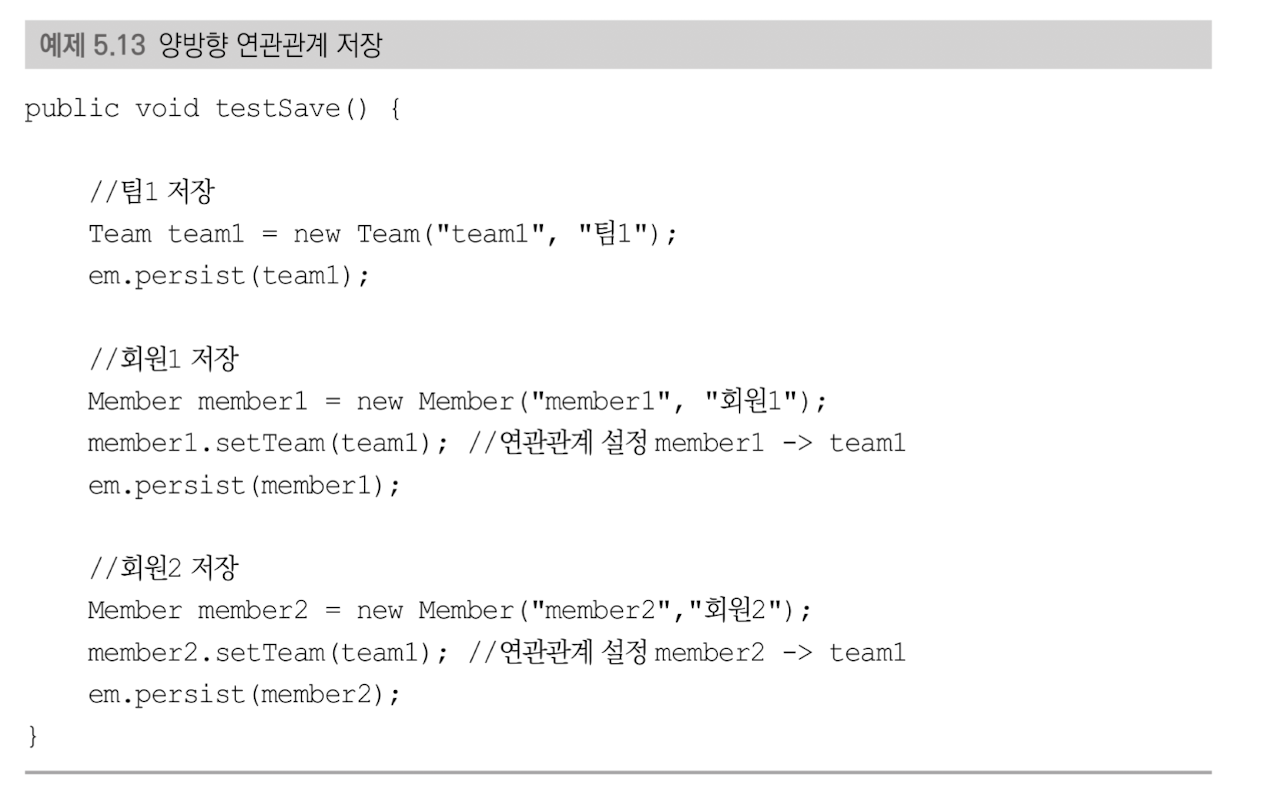 예제 5.13 양방향 연관관계 저장
public void testSave() {
//팀1 저장
Team team1 = new Team("team1", "팀1");
em.persist(team1);
//회원1 저장
Member member1 = new Member("member1", "회원1");
member1.setTeam(team1); //연관관계 설정 member1 -> team1
em.persist(member1);
//회원2 저장
Member member2 = new Member("member2","회원2");
member2.setTeam(team1); //연관관계 설정 member2 -> team1
em.persist(member2);
}